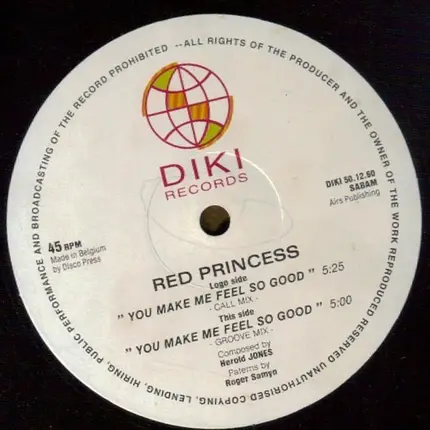 PUBLIC PERFORMANCE AND BROADCASTING OF THE RECORD PROHIBITED -- ALL RIGHTS OF THE PRODUCER AND THE OWNER OF THE WORK REPRODUCED RESERVED UNAUTHORISED COPYING, LENDING, HIRING,
DIKI
RECORDS
DIKI 50.12.60
SABAM
Airs Publishing
45 RPM
Made in Belgium
by Disco Press
RED PRINCESS
Logo side
" YOU MAKE ME FEEL SO GOOD " 5:25
- CALL MIX -
This side
" YOU MAKE ME FEEL SO GOOD " 5:00
- GROOVE MIX -
Composed by
Herold JONES
Paterns by
Roger Samyn